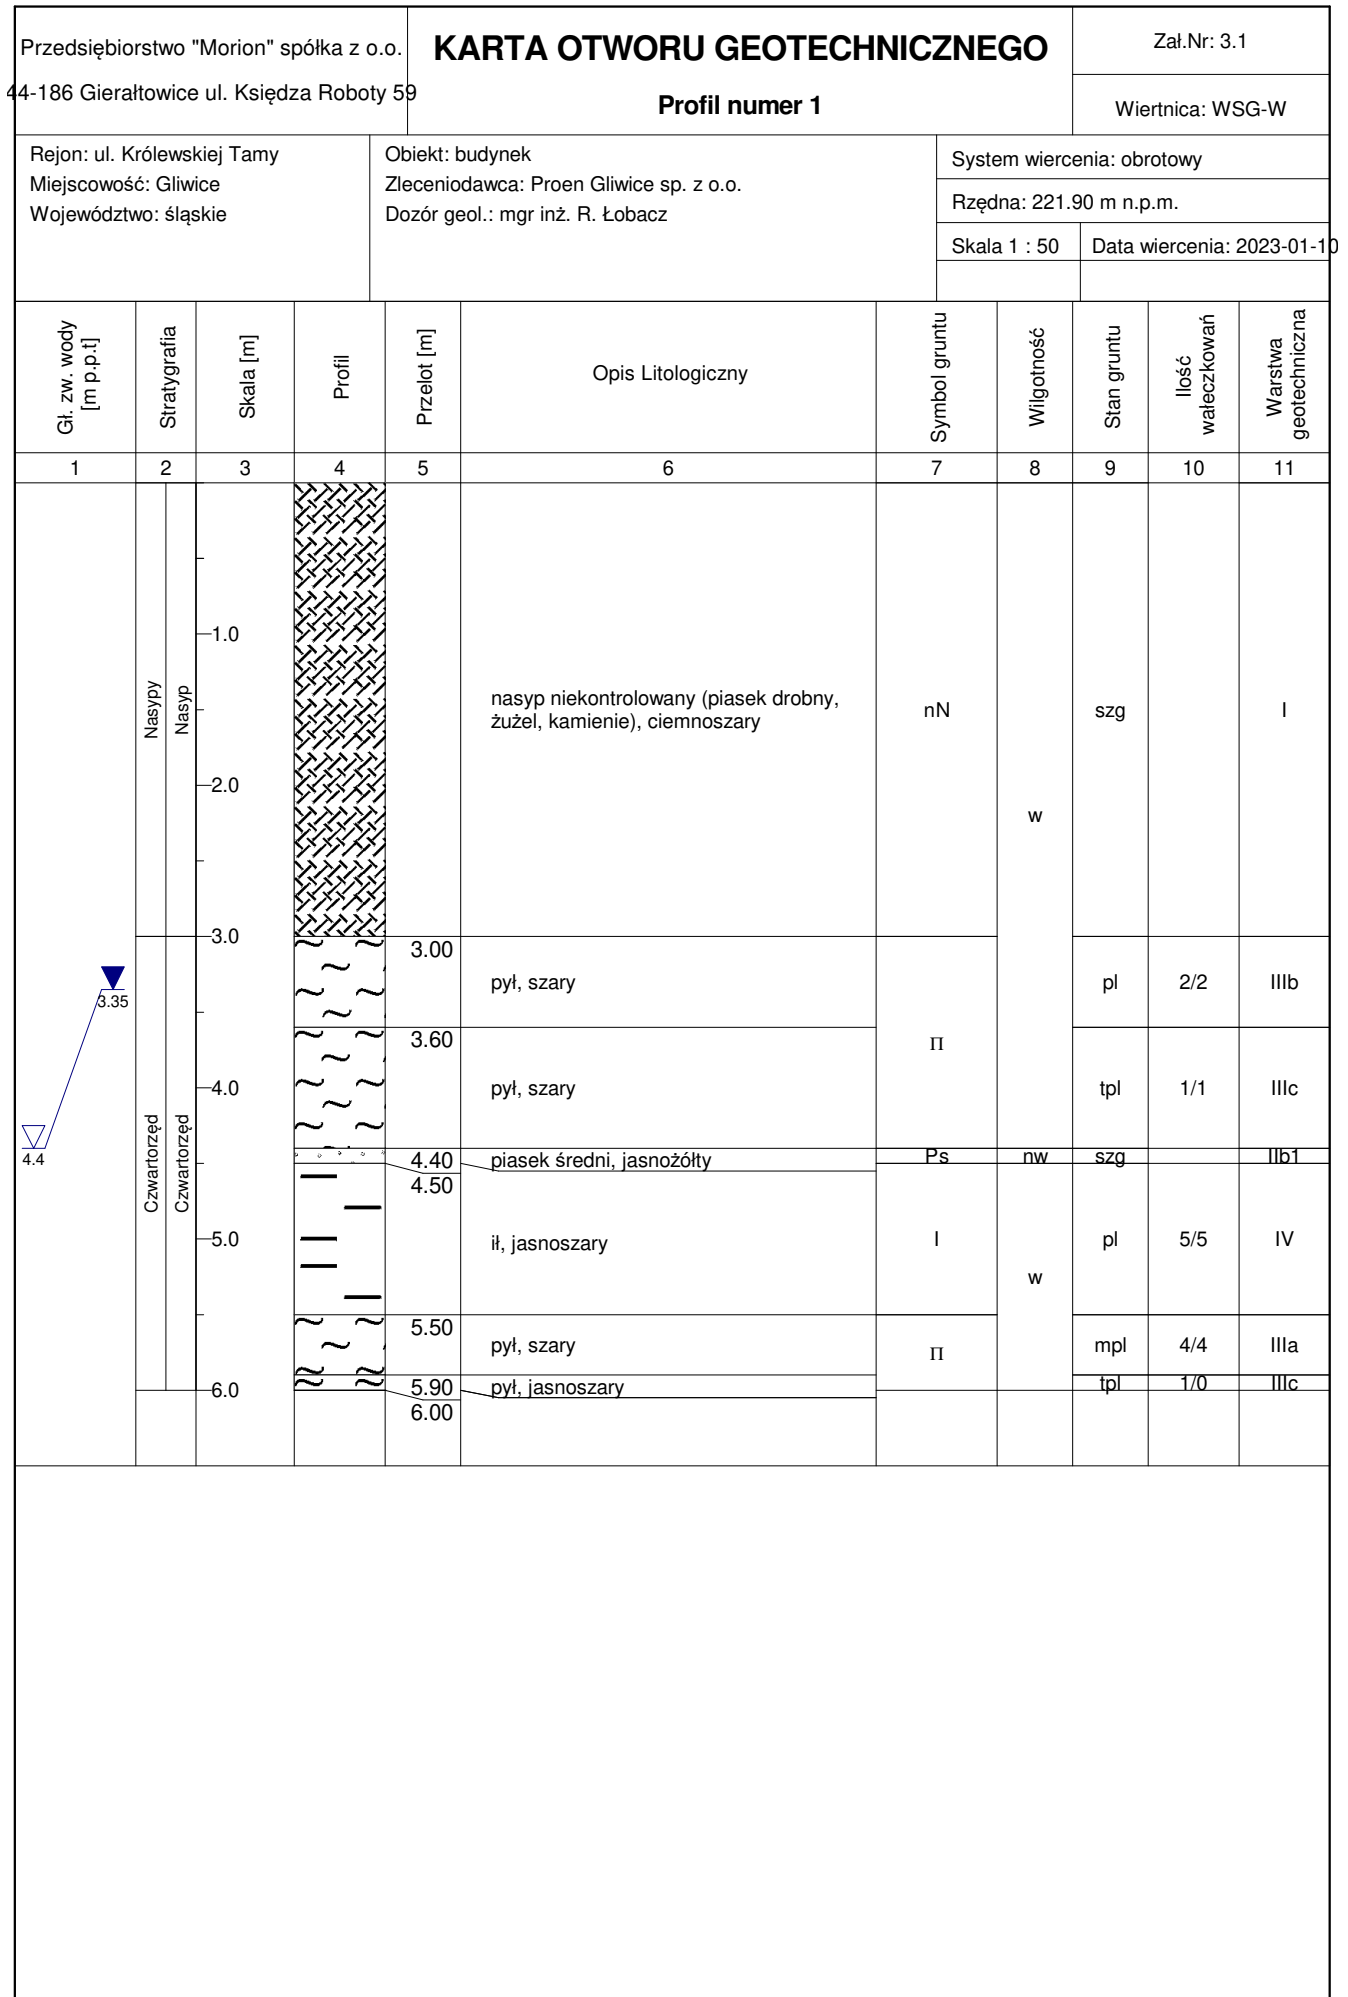 Przedsiębiorstwo "Morion" spółka z o.o.
44-186 Gierałtowice ul. Księdza Roboty 59
KARTA OTWORU GEOTECHNICZNEGO
Profil numer 1
Zał.Nr: 3.1
Wiertnica: WSG-W
Rejon: ul. Królewskiej Tamy
Miejscowość: Gliwice
Województwo: śląskie
Obiekt: budynek
Zleceniodawca: Proen Gliwice sp. z o.o.
Dozór geol.: mgr inż. R. Łobacz
System wiercenia: obrotowy
Rzędna: 221.90 m n.p.m.
Skala 1 : 50
Data wiercenia: 2023-01-10
Gł. zw. wody
[m p.p.t]
Stratygrafia
Skala [m]
Profil
Przelot [m]
Opis Litologiczny
Symbol gruntu
Wilgotność
Stan gruntu
Ilość
wałeczkowań
Warstwa
geotechniczna
1 2 3 4 5 6 7 8 9 10 11
Nasypy
Nasyp
1.0
2.0
3.0
nasyp niekontrolowany (piasek drobny,
żużel, kamienie), ciemnoszary
nN
w
szg
I
3.35
4.4
Czwartorzęd
Czwartorzęd
4.0
5.0
6.0
3.00
pył, szary
pl 2/2 IIIb
П
3.60
pył, szary
tpl 1/1 IIIc
4.40 piasek średni, jasnożółty Ps nw szg IIb1
4.50
ił, jasnoszary I pl 5/5 IV
w
5.50
pył, szary
П
mpl 4/4 IIIa
5.90 pył, jasnoszary tpl 1/0 IIIc
6.00